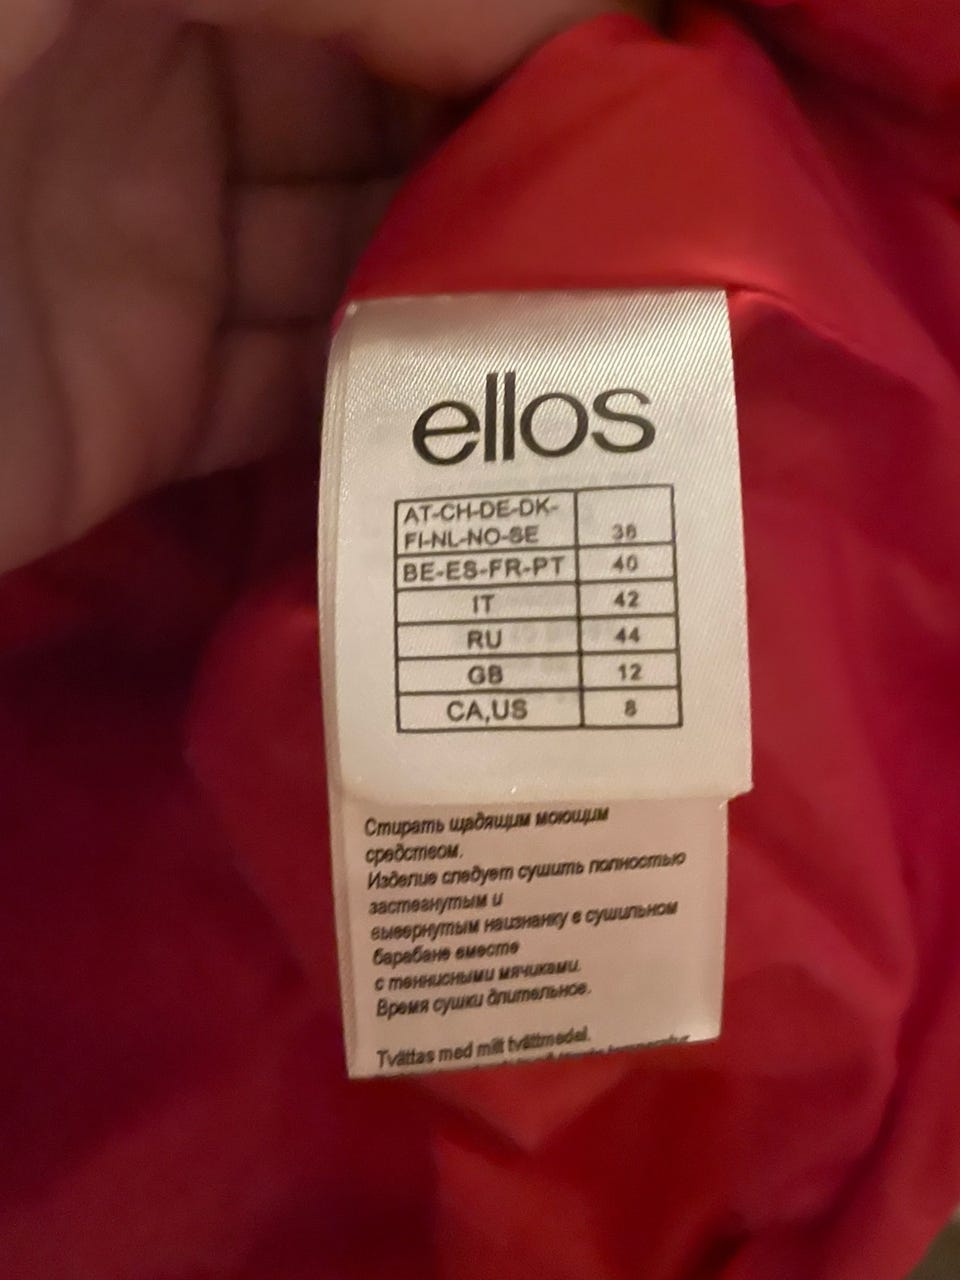 ellos
AT-CH-DE-DK-
FI-NL-NO-SE 38
BE-ES-FR-PT 40
IT 42
RU 44
GB 12
CA,US 8
Стирать щадящим моющим
средством.
Изделие следует сушить полностью
застегнутым и
вывернутым наизнанку в сушильном
барабане вместе
с теннисными мячиками.
Время сушки длительное.
Tvättas med milt tvättmedel.